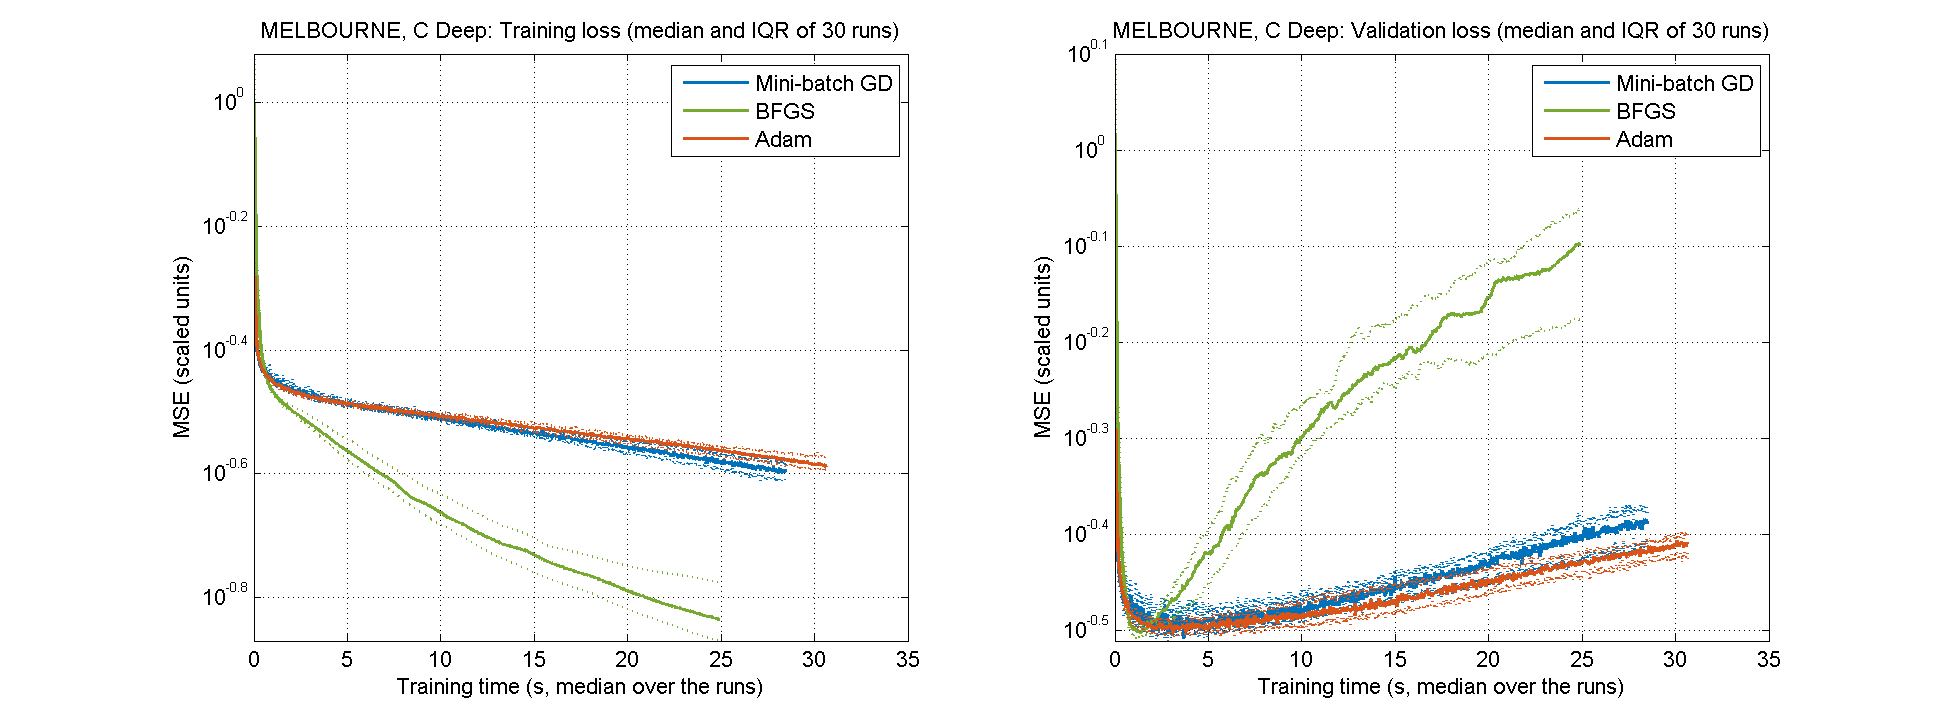 MELBOURNE, C Deep: Training loss (median and IQR of 30 runs)
10^0
10^-0.2
10^-0.4
10^-0.6
10^-0.8
MSE (scaled units)
Mini-batch GD
BFGS
Adam
0 5 10 15 20 25 30 35
Training time (s, median over the runs)
MELBOURNE, C Deep: Validation loss (median and IQR of 30 runs)
10^0.1
10^0
10^-0.1
10^-0.2
10^-0.3
10^-0.4
10^-0.5
MSE (scaled units)
Mini-batch GD
BFGS
Adam
0 5 10 15 20 25 30 35
Training time (s, median over the runs)